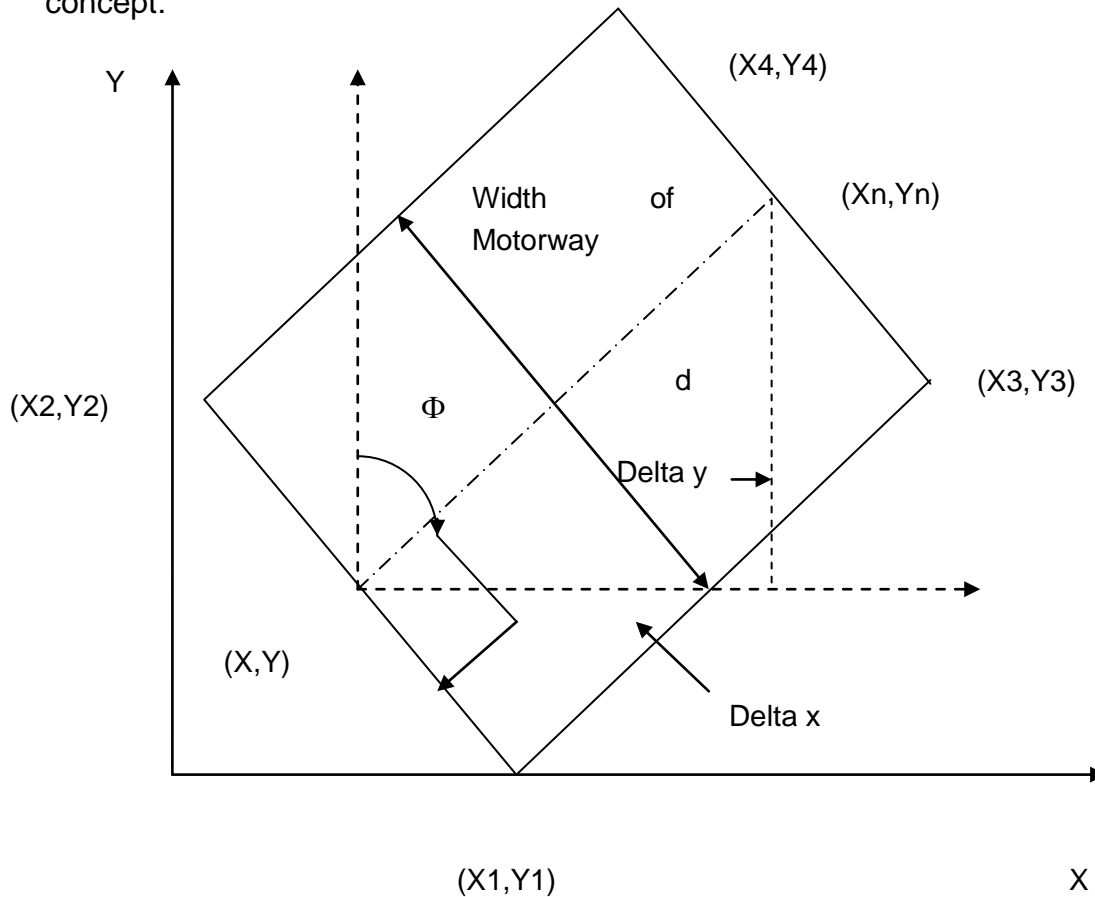 concept.
(X4,Y4)
Y
Width of
(Xn,Yn)
Motorway
d
(X3,Y3)
(X2,Y2)
Φ
Delta y
(X,Y)
Delta x
(X1,Y1)
X